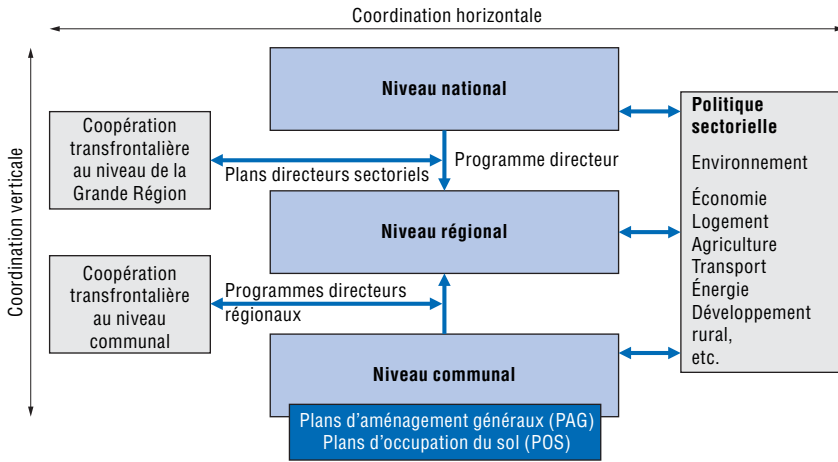 Coordination horizontale
Coordination verticale
Niveau national
Coopération
transfrontalière
au niveau de la
Grande Région
Plans directeurs sectoriels
Programme directeur
Niveau régional
Coopération
transfrontalière
au niveau
communal
Programmes directeurs
régionaux
Niveau communal
Plans d’aménagement généraux (PAG)
Plans d’occupation du sol (POS)
Politique
sectorielle
Environnement
Économie
Logement
Agriculture
Transport
Énergie
Développement
rural,
etc.